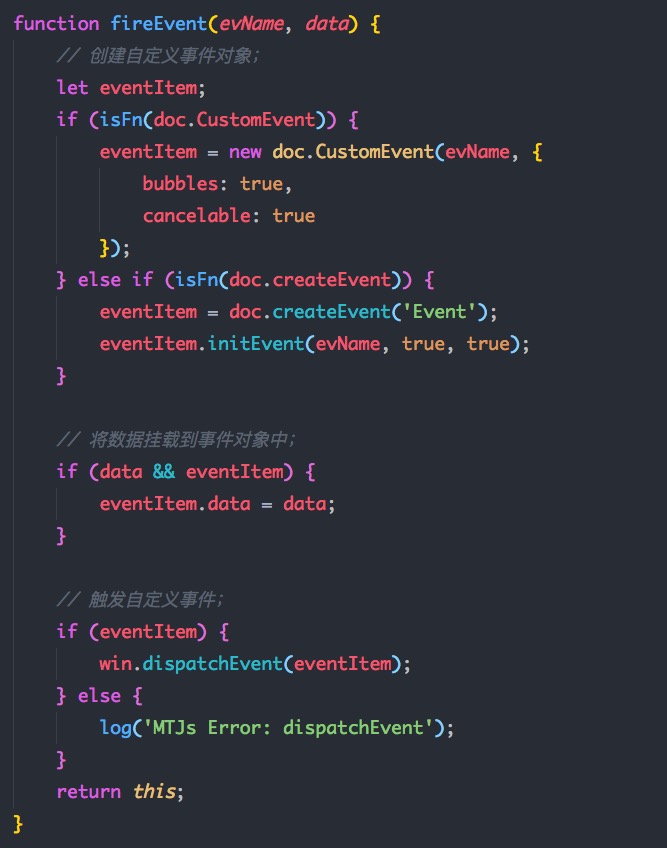 function fireEvent(evName, data) {
    // 创建自定义事件对象;
    let eventItem;
    if (isFn(doc.CustomEvent)) {
        eventItem = new doc.CustomEvent(evName, {
            bubbles: true,
            cancelable: true
        });
    } else if (isFn(doc.createEvent)) {
        eventItem = doc.createEvent('Event');
        eventItem.initEvent(evName, true, true);
    }

    // 将数据挂载到事件对象中;
    if (data && eventItem) {
        eventItem.data = data;
    }

    // 触发自定义事件;
    if (eventItem) {
        win.dispatchEvent(eventItem);
    } else {
        log('MTJs Error: dispatchEvent');
    }
    return this;
}